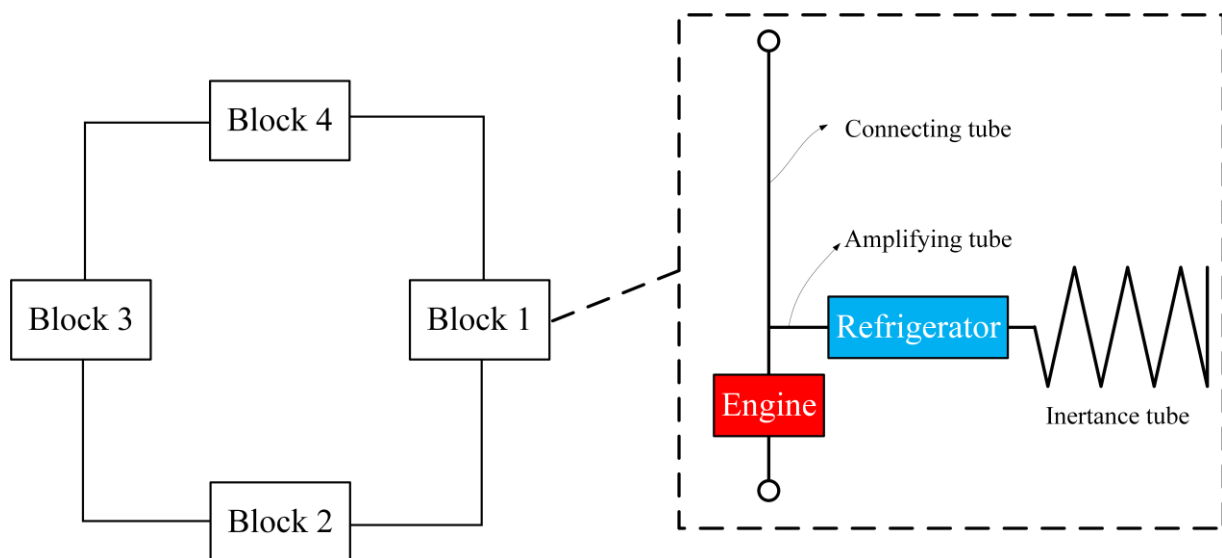 Block 4
Block 3
Block 1
Block 2
Connecting tube
Amplifying tube
Refrigerator
Engine
Inertance tube